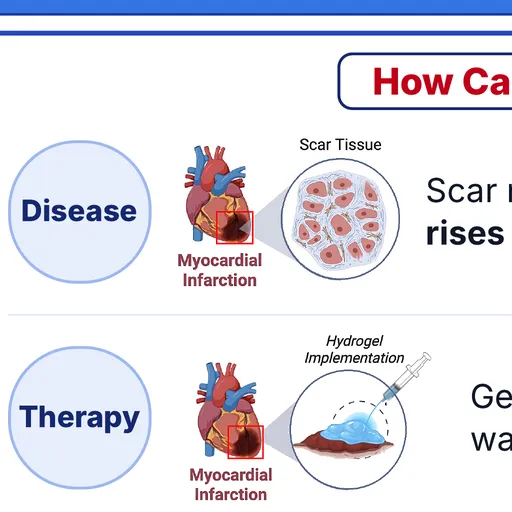 How Ca
Scar Tissue
Disease
Scar
rises
Myocardial
Infarction
Hydrogel
Implementation
Therapy
Ge
wa
Myocardial
Infarction